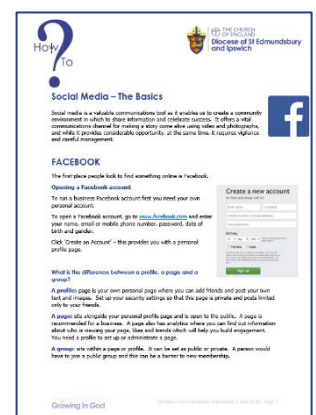 How
To
THE CHURCH
OF ENGLAND
Diocese of St Edmundsbury
and Ipswich
Social Media – The Basics
Social media is a valuable communications tool as it enables us to create a community
environment in which to share information and celebrate success. It offers a vital
communications channel for making a story come alive using video and photographs,
and while it provides considerable opportunity, at the same time it requires vigilance
and careful management.
FACEBOOK
The first place people look to find something online is Facebook.
Opening a Facebook account
To run a business Facebook account first you need your own
personal account.
To open a Facebook account, go to www.facebook.com and enter
your name, email or mobile phone number, password, date of
birth and gender.
Click 'Create an Account' – this provides you with a personal
profile page.
Create a new account
Birthday
Sign Up
What is the difference between a profile, a page and a
group?
A profile: page is your own personal page where you can add friends and post your own
text and images. Set up your security settings so that this page is private and posts limited
only to your friends.
A page: sits alongside your personal profile page and is open to the public. A page is
recommended for a business. A page also has analytics where you can find out information
about who is viewing your page, likes and trends which will help you build engagement.
You need a profile to set up or administrate a page.
A group: sits within a page or profile. It can be set as public or private. A person would
have to join a public group and this can be a barrier to new membership.
Growing in God